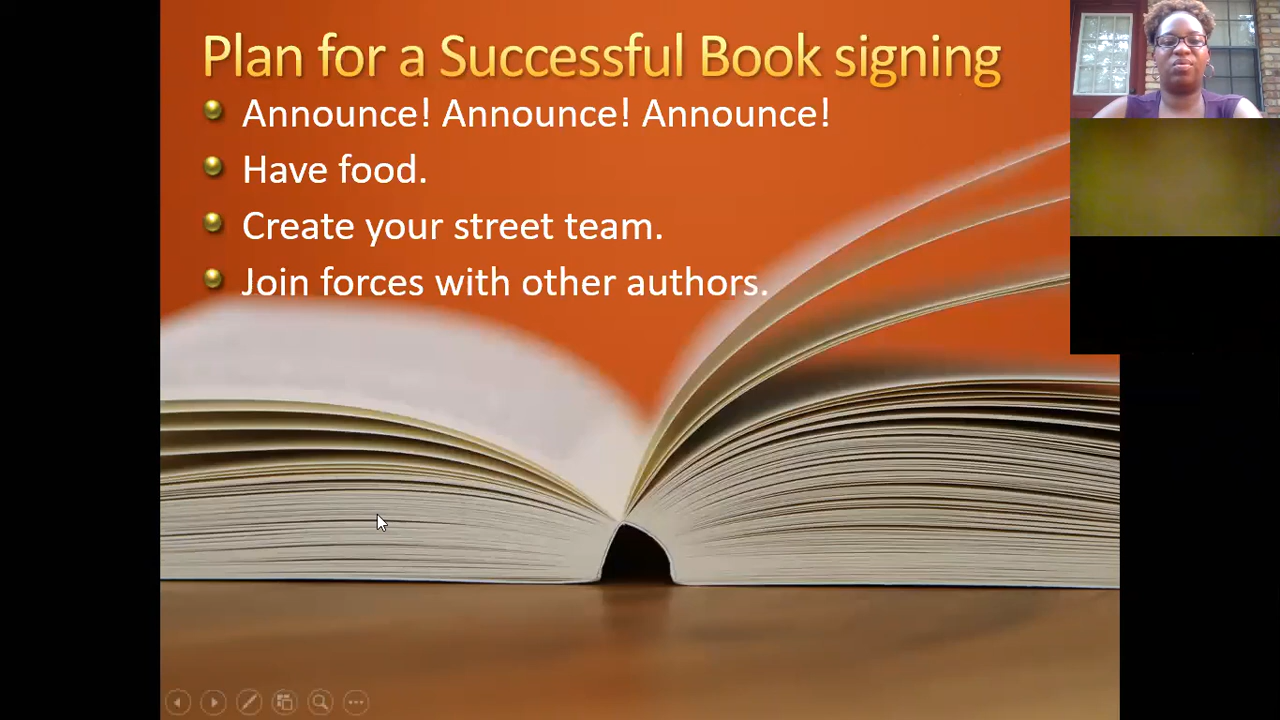 Plan for a Successful Book signing
Announce! Announce! Announce!
Have food.
Create your street team.
Join forces with other authors.